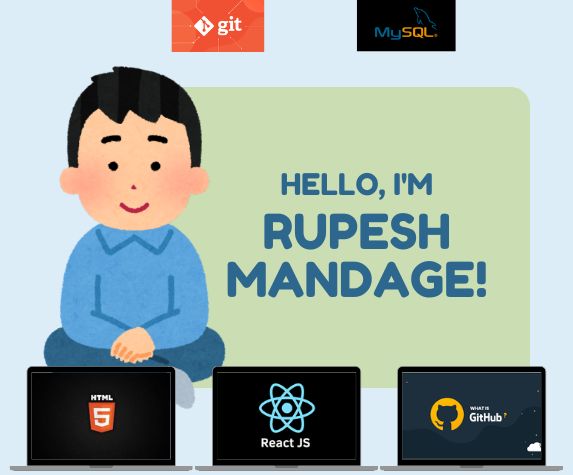 git
MySQL®
HELLO, I'M
RUPESH
MANDAGE!
HTML
5
React JS
WHAT IS
GitHub?